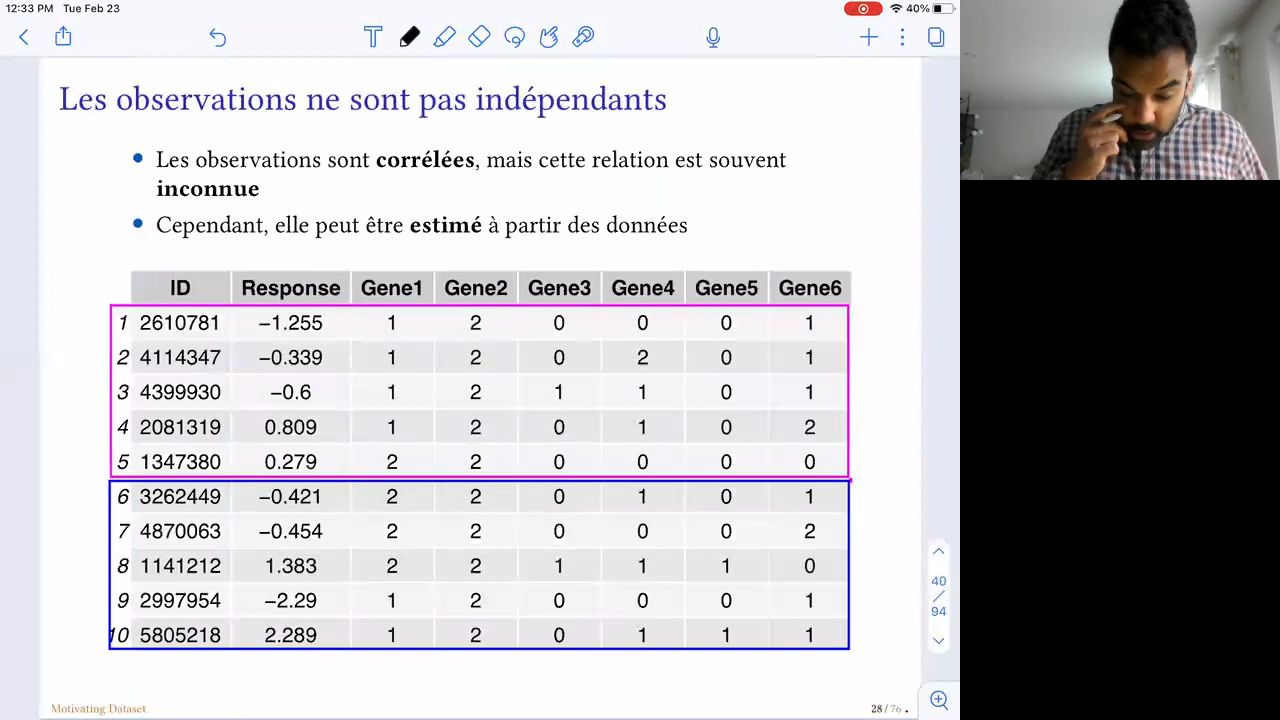 12:33 PM Tue Feb 23
40%
Les observations ne sont pas indépendants
Les observations sont corrélées, mais cette relation est souvent
inconnue
Cependant, elle peut être estimé à partir des données
ID Response Gene1 Gene2 Gene3 Gene4 Gene5 Gene6
1 2610781 −1.255 1 2 0 0 0 1
2 4114347 −0.339 1 2 0 2 0 1
3 4399930 −0.6 1 2 1 1 0 1
4 2081319 0.809 1 2 0 1 0 2
5 1347380 0.279 2 2 0 0 0 0
6 3262449 −0.421 2 2 0 1 0 1
7 4870063 −0.454 2 2 0 0 0 2
8 1141212 1.383 2 2 1 1 1 0
9 2997954 −2.29 1 2 0 0 0 1
10 5805218 2.289 1 2 0 1 1 1
40
/
94
Motivating Dataset
28 / 76 .